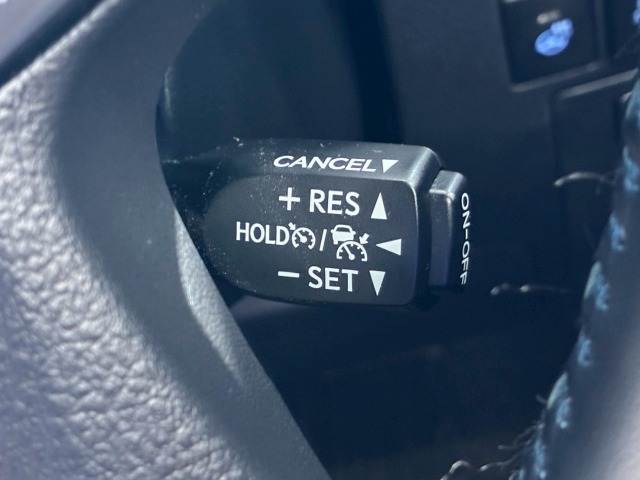 CANCEL▼
+ RES ▲
HOLD / ◄
- SET ▼
ON-OFF